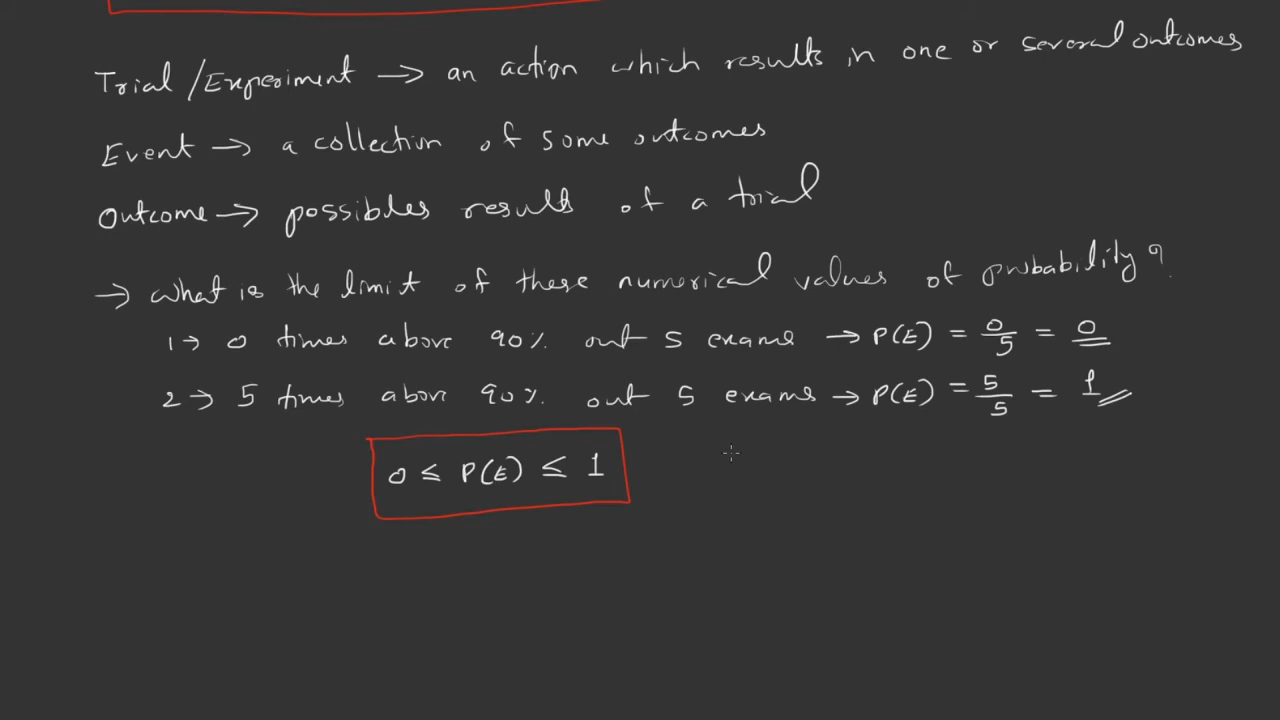 Trial/Experiment → an action which results in one or several outcomes
Event → a collection of some outcomes
Outcome → possibles results of a trial
→ What is the limit of these numerical values of probability?
1 → 0 times above 90% out 5 exams → P(E) = 0/5 = 0
2 → 5 times above 90% out 5 exams → P(E) = 5/5 = 1
0 ≤ P(E) ≤ 1